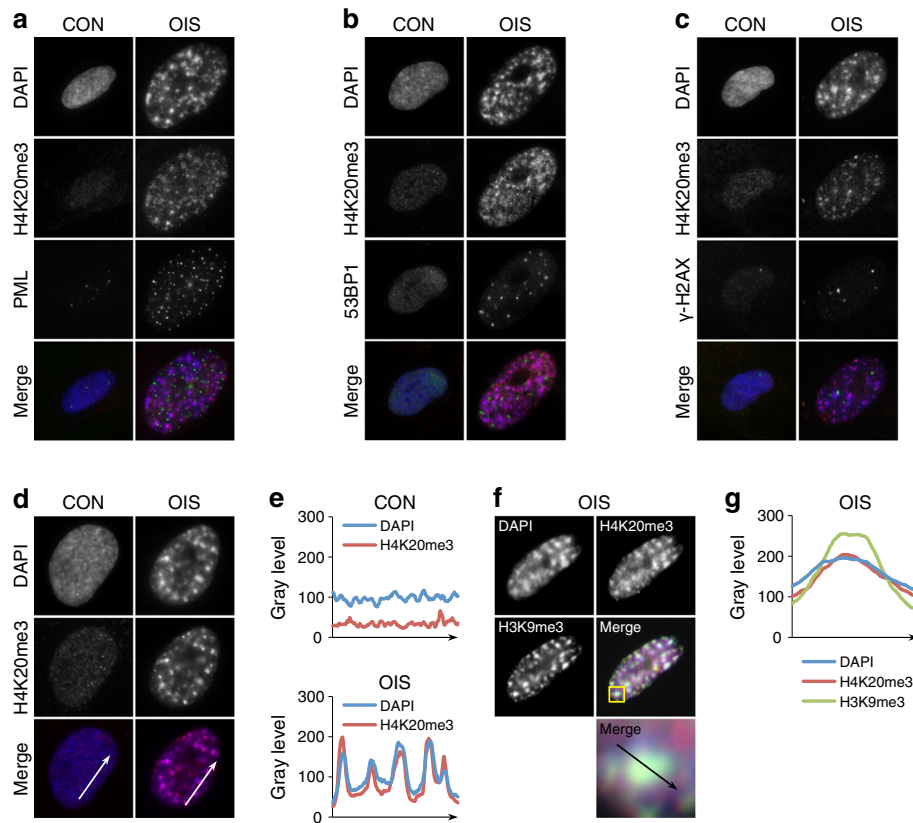 a
CON OIS
DAPI
H4K20me3
PML
Merge
b
CON OIS
DAPI
H4K20me3
53BP1
Merge
c
CON OIS
DAPI
H4K20me3
γ-H2AX
Merge
d
CON OIS
DAPI
H4K20me3
Merge
e
CON
300
200
100
0
Gray level
DAPI
H4K20me3
OIS
300
200
100
0
Gray level
DAPI
H4K20me3
f
OIS
DAPI
H4K20me3
H3K9me3
Merge
Merge
g
OIS
300
200
100
0
Gray level
DAPI
H4K20me3
H3K9me3